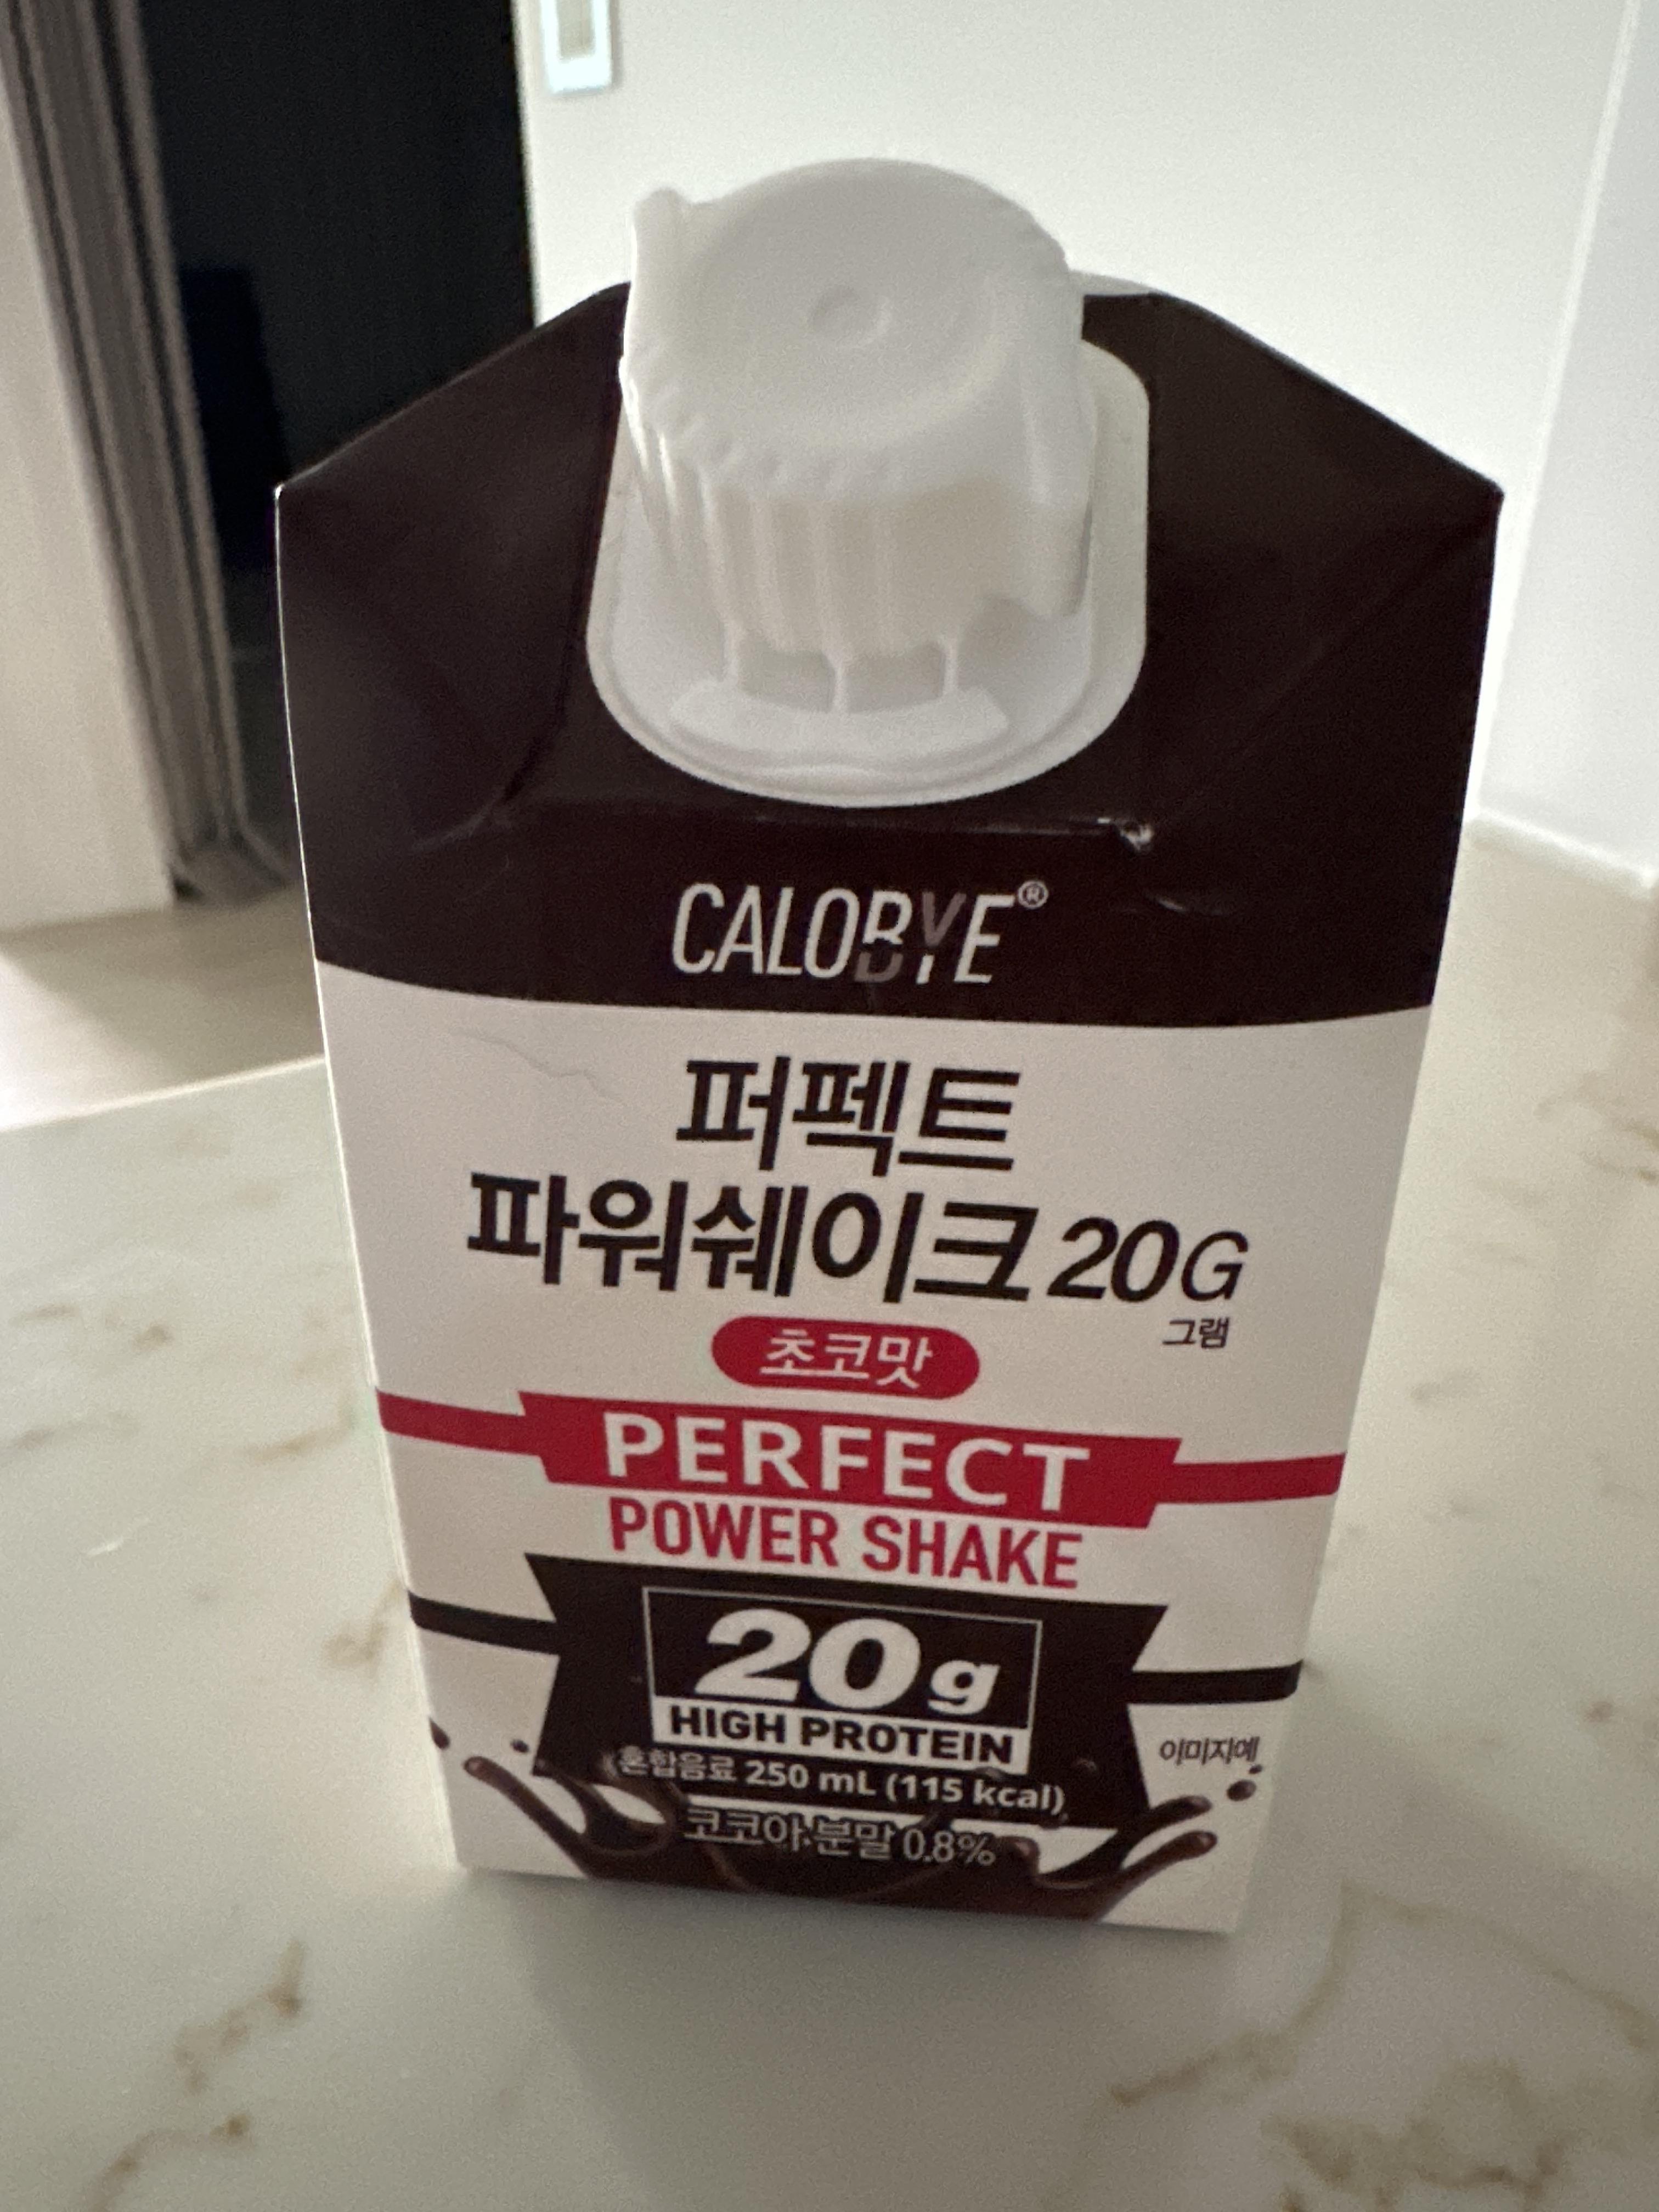 CALOBYE®
퍼펙트
파워쉐이크 20G
그램
초코맛
PERFECT
POWER SHAKE
20g
HIGH PROTEIN
혼합음료 250 mL (115 kcal)
이미지예
코코아분말 0.8%